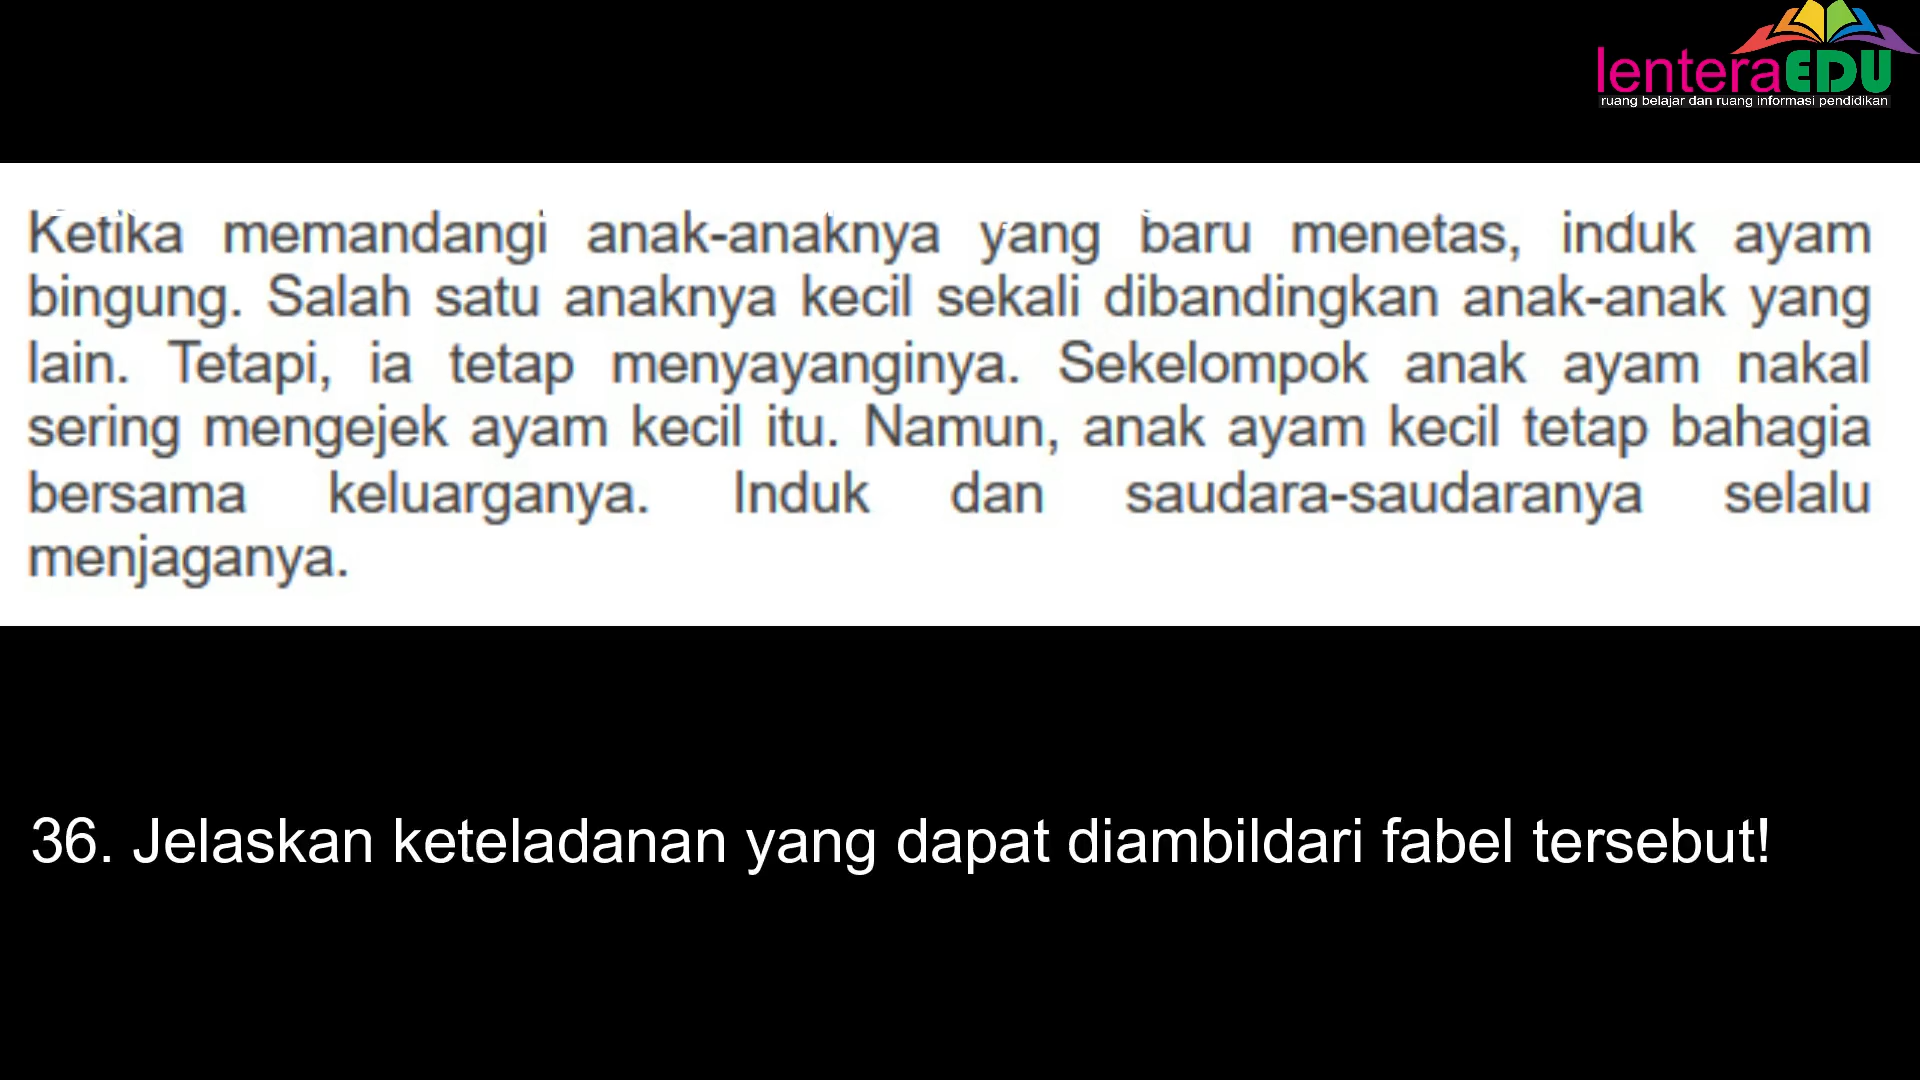 lenteraEDU
ruang belajar dan ruang informasi pendidikan
Ketika memandangi anak-anaknya yang baru menetas, induk ayam
bingung. Salah satu anaknya kecil sekali dibandingkan anak-anak yang
lain. Tetapi, ia tetap menyayanginya. Sekelompok anak ayam nakal
sering mengejek ayam kecil itu. Namun, anak ayam kecil tetap bahagia
bersama keluarganya. Induk dan saudara-saudaranya selalu
menjaganya.
36. Jelaskan keteladanan yang dapat diambildari fabel tersebut!